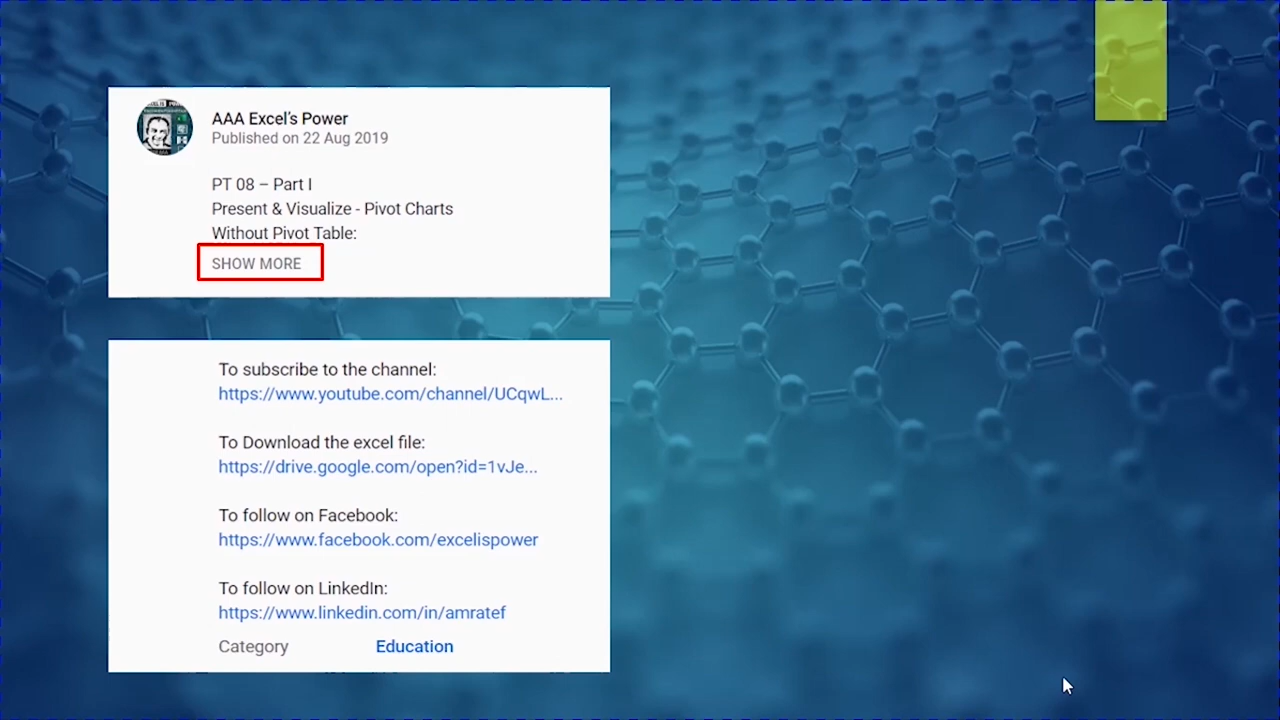 AAA Excel's Power
Published on 22 Aug 2019
PT 08 – Part I
Present & Visualize - Pivot Charts
Without Pivot Table:
SHOW MORE
To subscribe to the channel:
https://www.youtube.com/channel/UCqwL...
To Download the excel file:
https://drive.google.com/open?id=1vJe...
To follow on Facebook:
https://www.facebook.com/excelispower
To follow on LinkedIn:
https://www.linkedin.com/in/amratef
Category Education